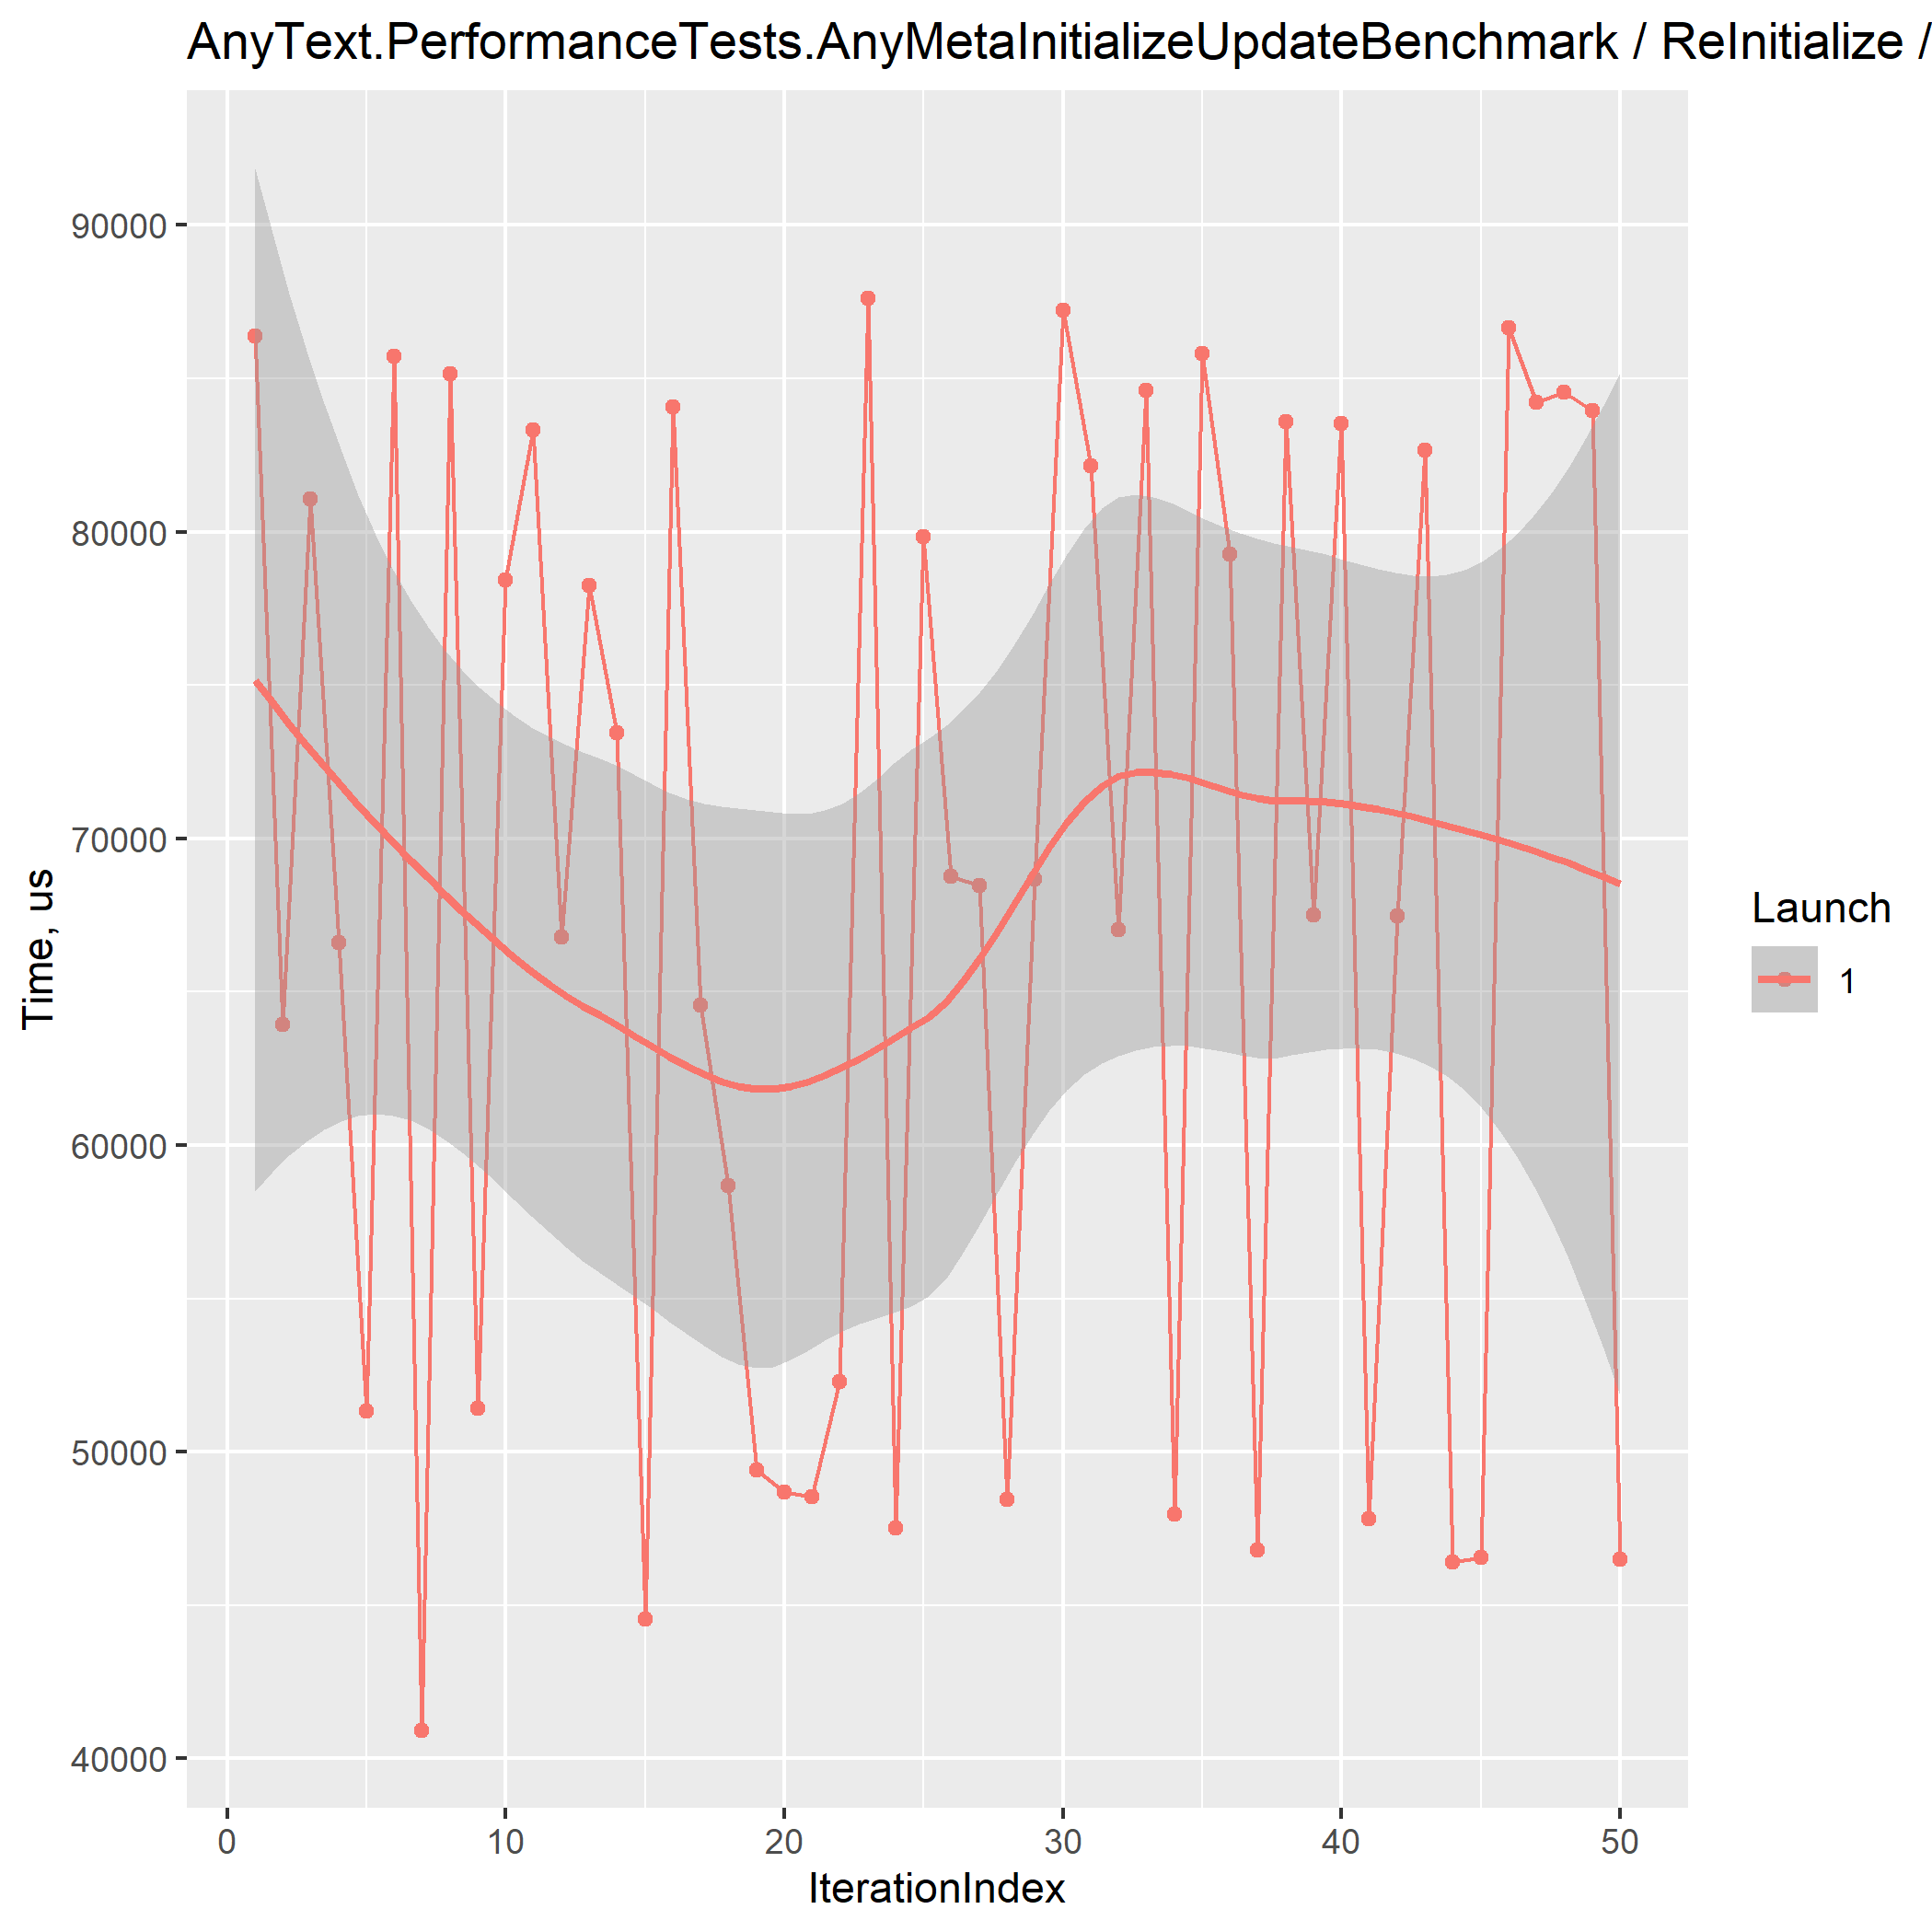 AnyText.PerformanceTests.AnyMetaInitializeUpdateBenchmark / ReInitialize /
90000
80000
70000
60000
50000
40000
Time, us
0 10 20 30 40 50
IterationIndex
Launch
1